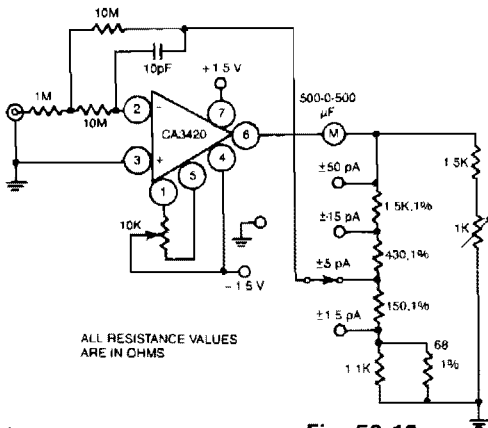 10M
10pF
+1.5 V
500-0-500
µF
1M
10M
2
−
7
CA3420
6
M
3
+
4
5
1
±50 pA
1.5K
1.5K,1%
10K
±15 pA
1K
430,1%
±5 pA
−1.5 V
150,1%
±1.5 pA
ALL RESISTANCE VALUES
ARE IN OHMS
68
1%
1.1K